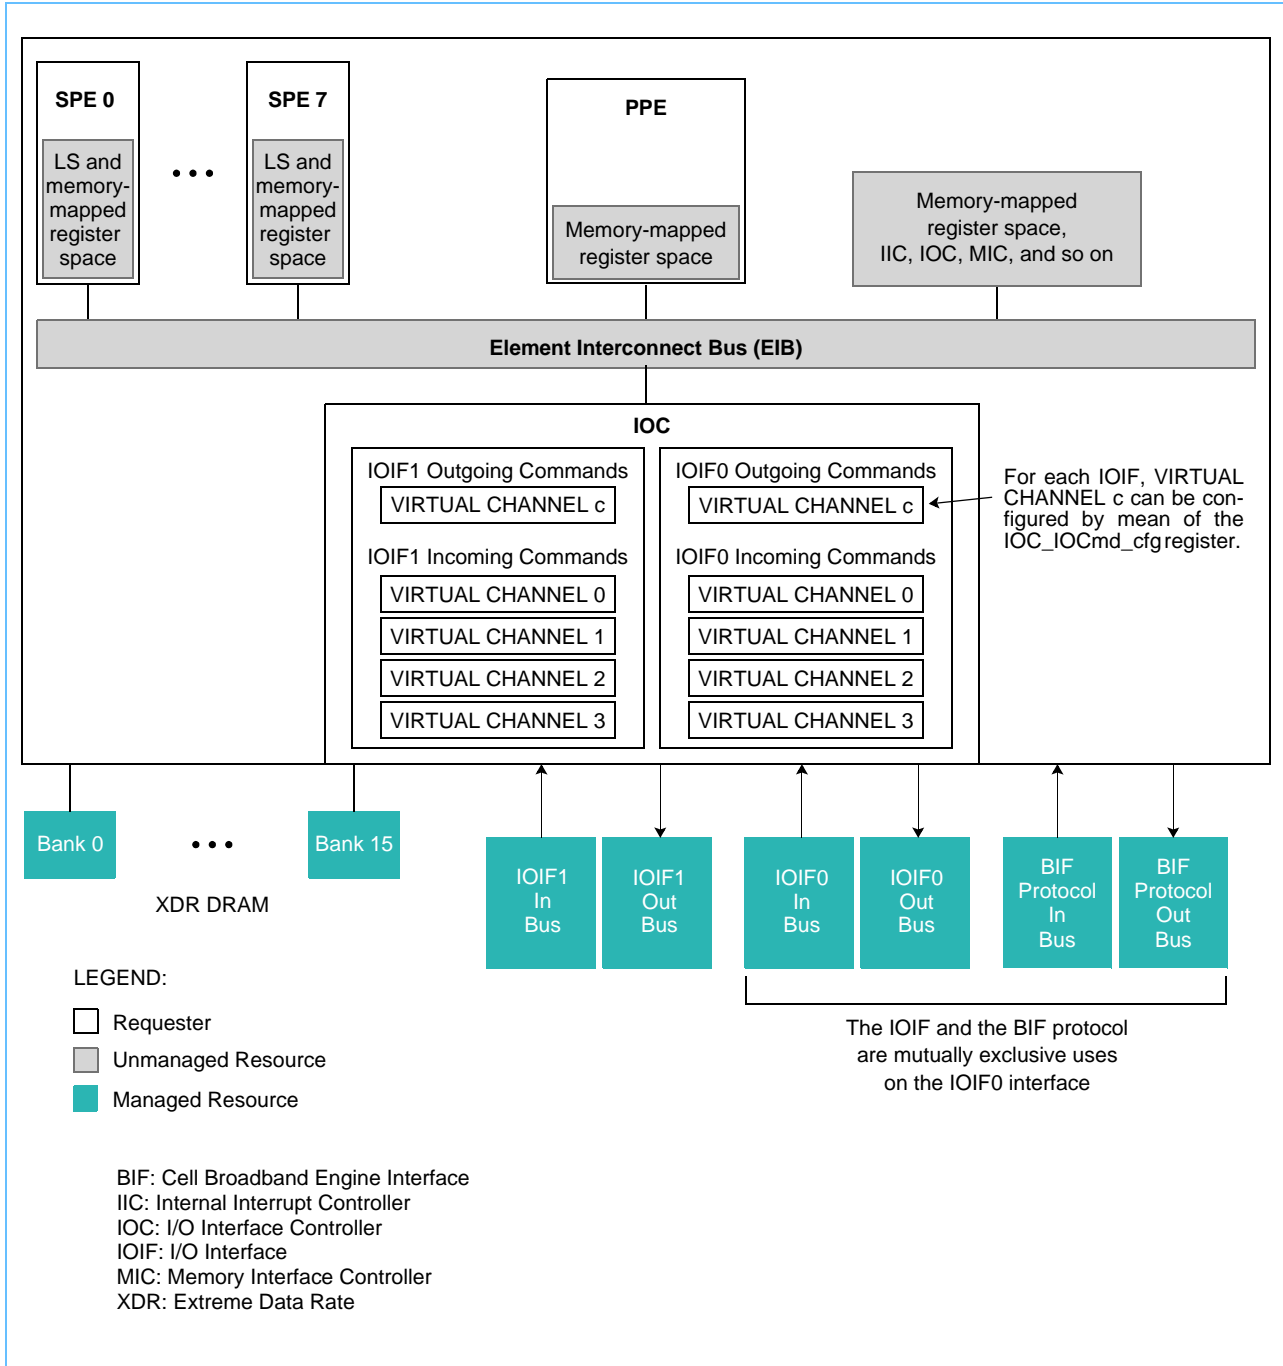 SPE 0
LS and
memory-
mapped
register
space
SPE 7
LS and
memory-
mapped
register
space
PPE
Memory-mapped
register space
Memory-mapped
register space,
IIC, IOC, MIC, and so on
Element Interconnect Bus (EIB)
IOC
IOIF1 Outgoing Commands
VIRTUAL CHANNEL c
IOIF1 Incoming Commands
VIRTUAL CHANNEL 0
VIRTUAL CHANNEL 1
VIRTUAL CHANNEL 2
VIRTUAL CHANNEL 3
IOIF0 Outgoing Commands
VIRTUAL CHANNEL c
IOIF0 Incoming Commands
VIRTUAL CHANNEL 0
VIRTUAL CHANNEL 1
VIRTUAL CHANNEL 2
VIRTUAL CHANNEL 3
For each IOIF, VIRTUAL
CHANNEL c can be con-
figured by mean of the
IOC_IOCmd_cfg register.
Bank 0
Bank 15
XDR DRAM
IOIF1
In
Bus
IOIF1
Out
Bus
IOIF0
In
Bus
IOIF0
Out
Bus
BIF
Protocol
In
Bus
BIF
Protocol
Out
Bus
The IOIF and the BIF protocol
are mutually exclusive uses
on the IOIF0 interface
LEGEND:
Requester
Unmanaged Resource
Managed Resource
BIF: Cell Broadband Engine Interface
IIC: Internal Interrupt Controller
IOC: I/O Interface Controller
IOIF: I/O Interface
MIC: Memory Interface Controller
XDR: Extreme Data Rate